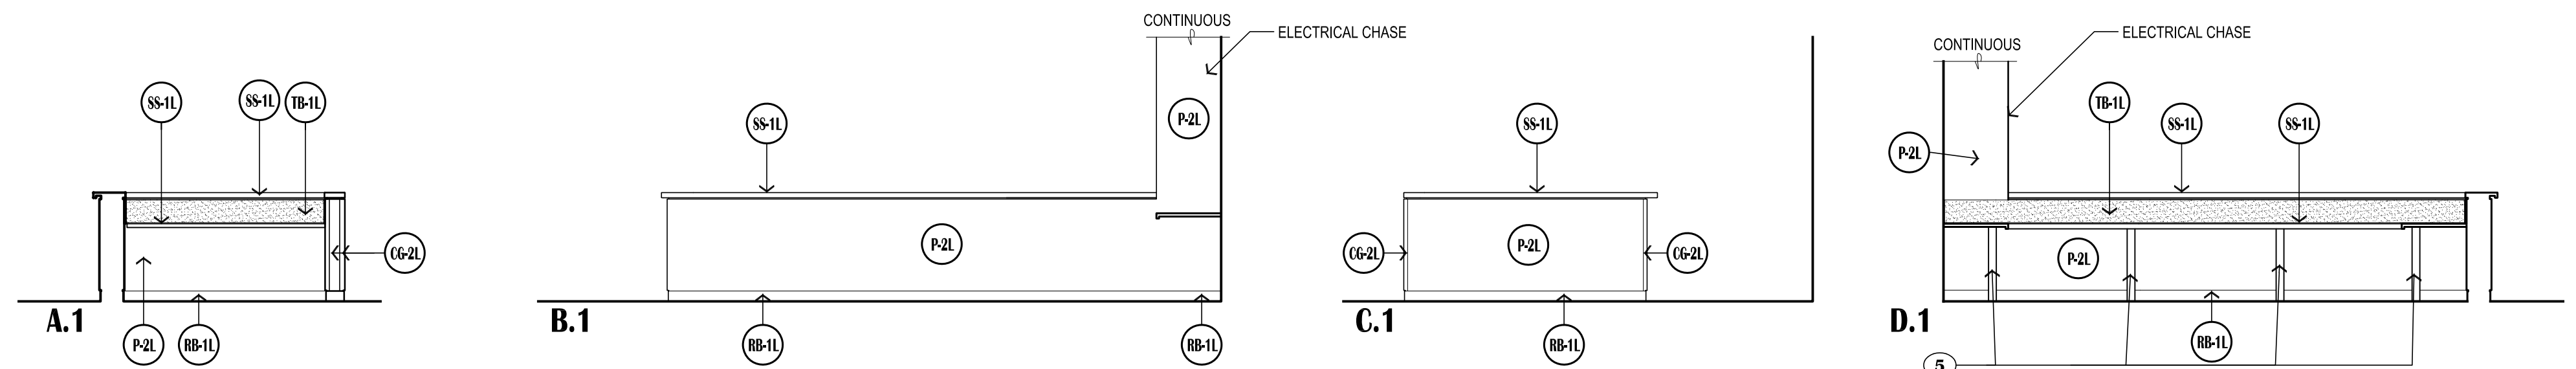 SS-1L
SS-1L
TB-1L
CG-2L
A.1
P-2L
RB-1L
CONTINUOUS
ELECTRICAL CHASE
SS-1L
P-2L
P-2L
B.1
RB-1L
RB-1L
SS-1L
CG-2L
P-2L
CG-2L
C.1
RB-1L
CONTINUOUS
ELECTRICAL CHASE
TB-1L
SS-1L
SS-1L
P-2L
P-2L
D.1
RB-1L
5